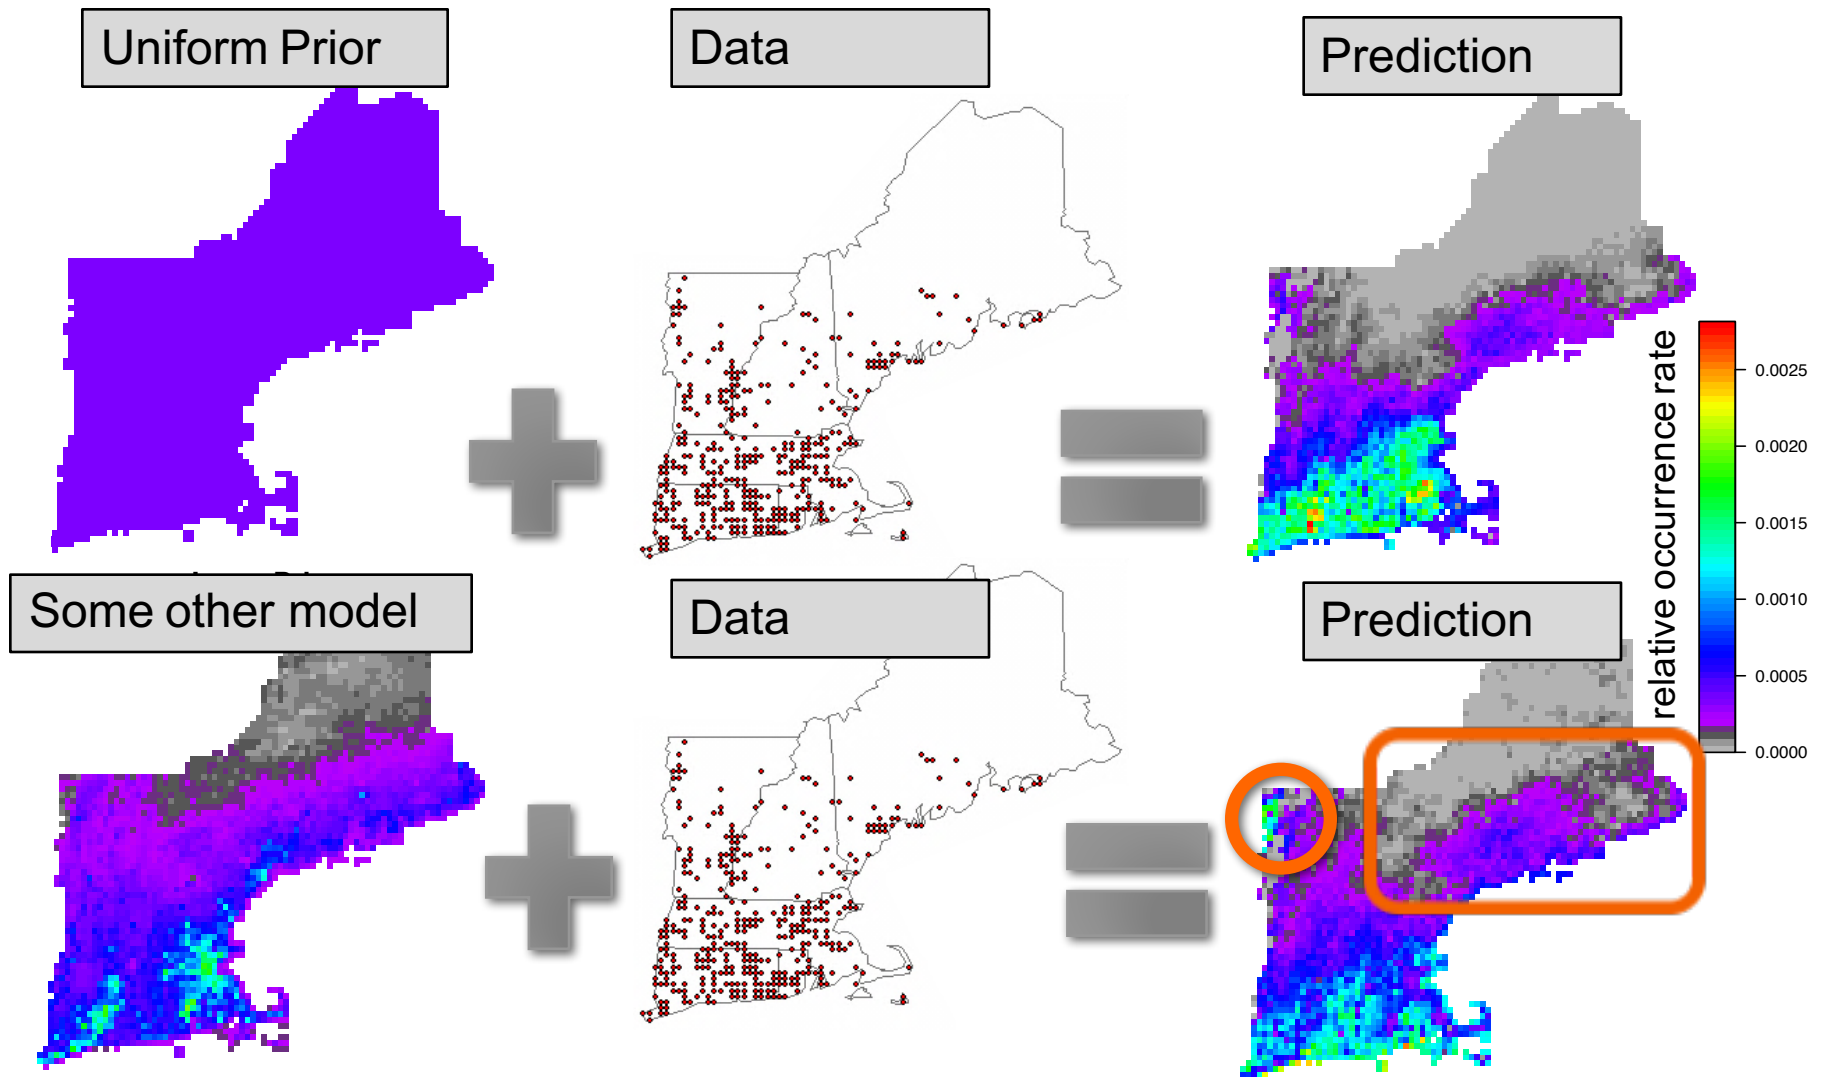 Uniform Prior
Data
Prediction
relative occurrence rate
0.0025
0.0020
0.0015
0.0010
0.0005
0.0000
Some other model
Data
Prediction